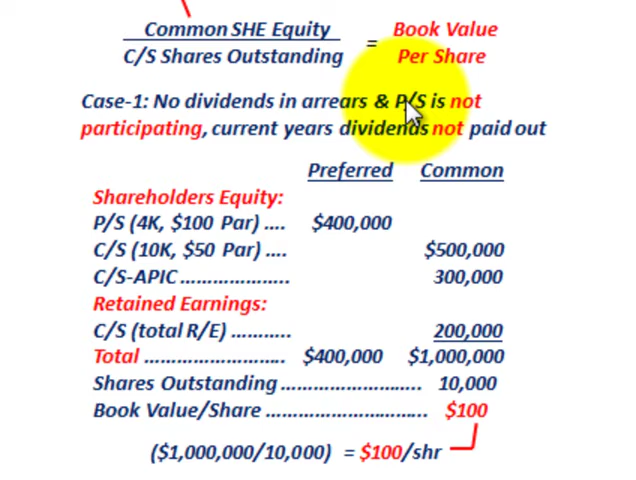 Common SHE Equity
C/S Shares Outstanding
=
Book Value
Per Share
Case-1: No dividends in arrears & P/S is not
participating, current years dividends not paid out
Preferred Common
Shareholders Equity:
P/S (4K, $100 Par) .... $400,000
C/S (10K, $50 Par) .... $500,000
C/S-APIC .................... 300,000
Retained Earnings:
C/S (total R/E) ........... 200,000
Total .......................... $400,000 $1,000,000
Shares Outstanding .......................... 10,000
Book Value/Share .............................. $100
($1,000,000/10,000) = $100/shr